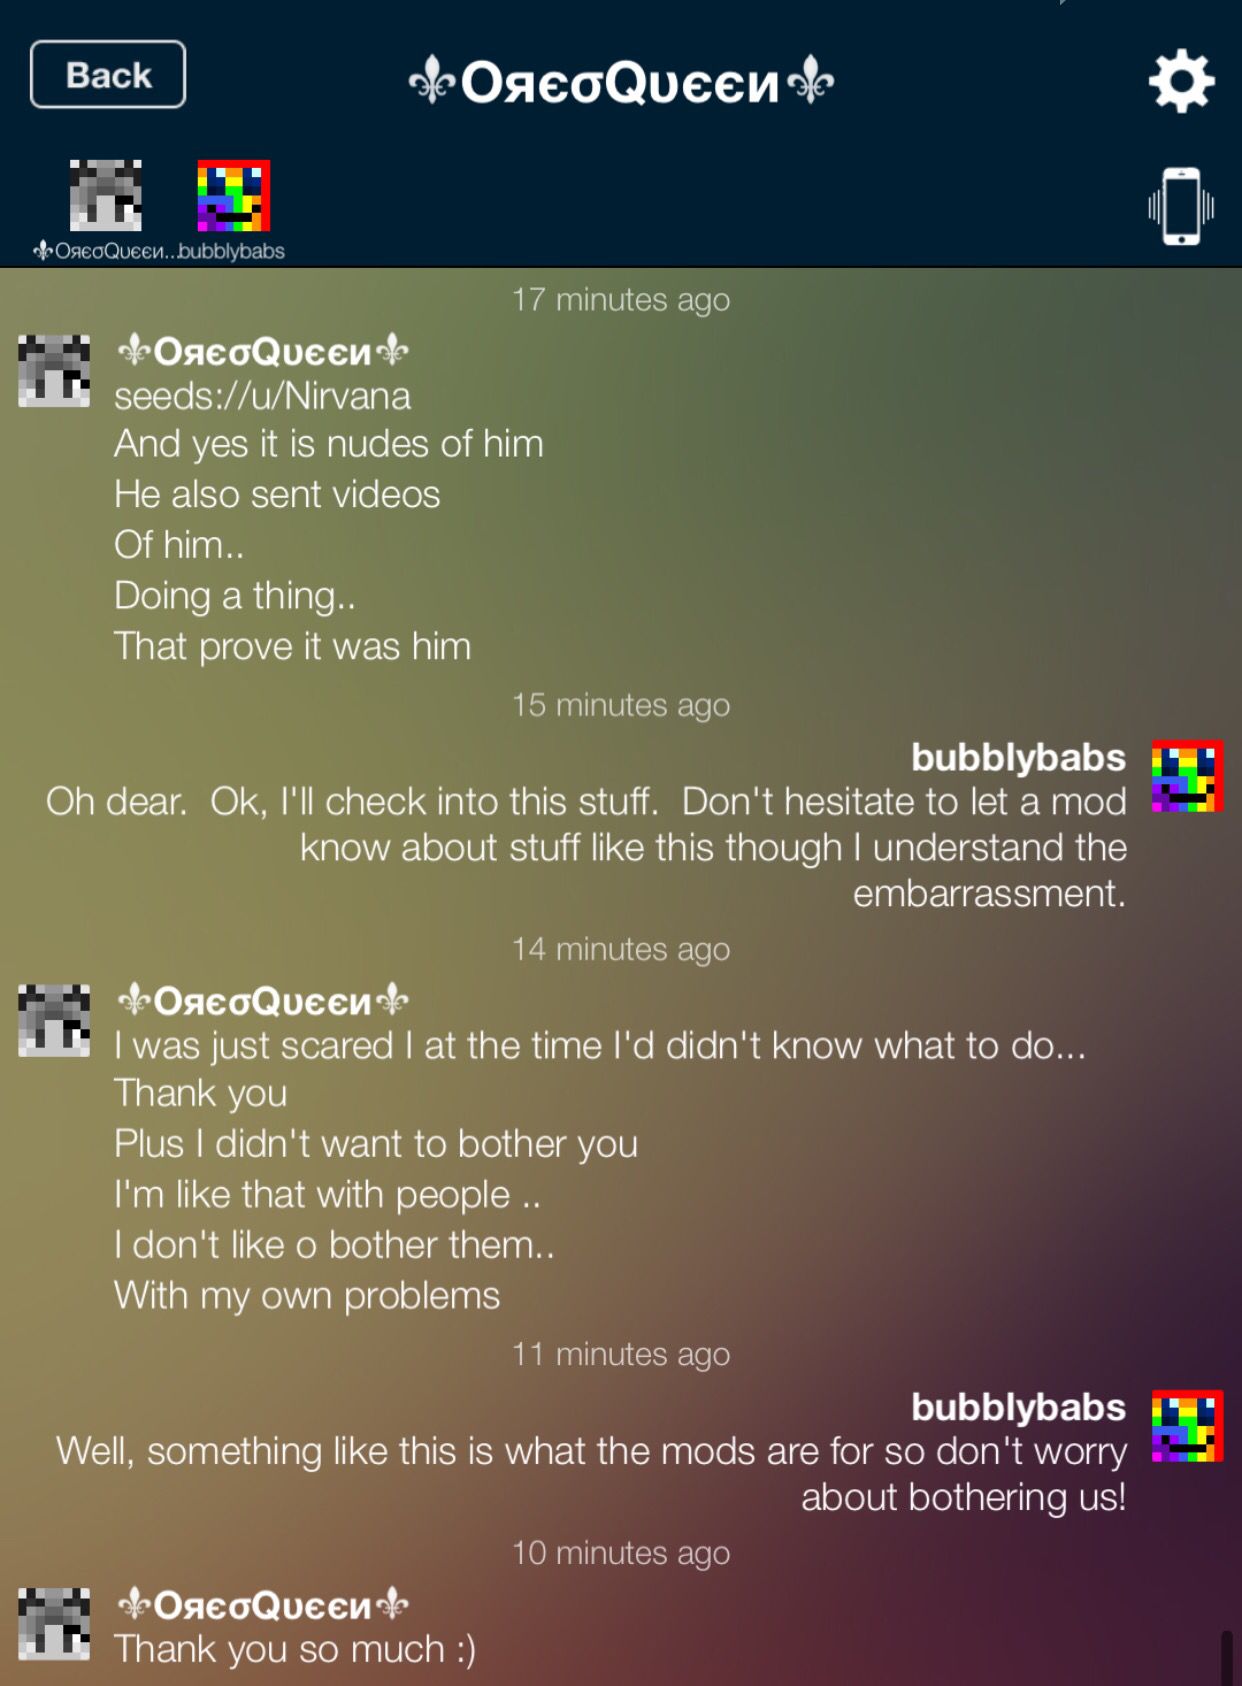 Back
⚜OяєσQυєєи⚜
⚜OяєσQυєєи...bubblybabs
17 minutes ago
⚜OяєσQυєєи⚜
seeds://u/Nirvana
And yes it is nudes of him
He also sent videos
Of him..
Doing a thing..
That prove it was him
15 minutes ago
bubblybabs
Oh dear.  Ok, I'll check into this stuff.  Don't hesitate to let a mod
know about stuff like this though I understand the
embarrassment.
14 minutes ago
⚜OяєσQυєєи⚜
I was just scared I at the time I'd didn't know what to do...
Thank you
Plus I didn't want to bother you
I'm like that with people ..
I don't like o bother them..
With my own problems
11 minutes ago
bubblybabs
Well, something like this is what the mods are for so don't worry
about bothering us!
10 minutes ago
⚜OяєσQυєєи⚜
Thank you so much :)